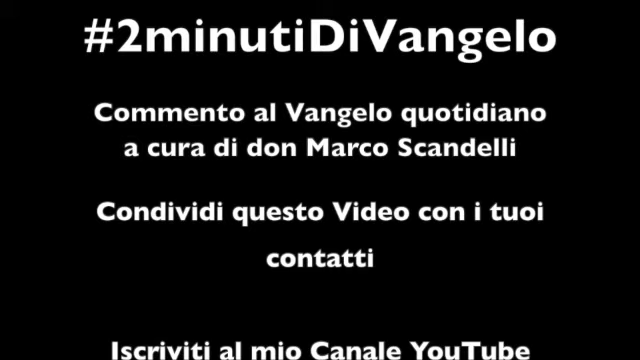 #2minutiDiVangelo
Commento al Vangelo quotidiano
a cura di don Marco Scandelli
Condividi questo Video con i tuoi
contatti
Iscriviti al mio Canale YouTube